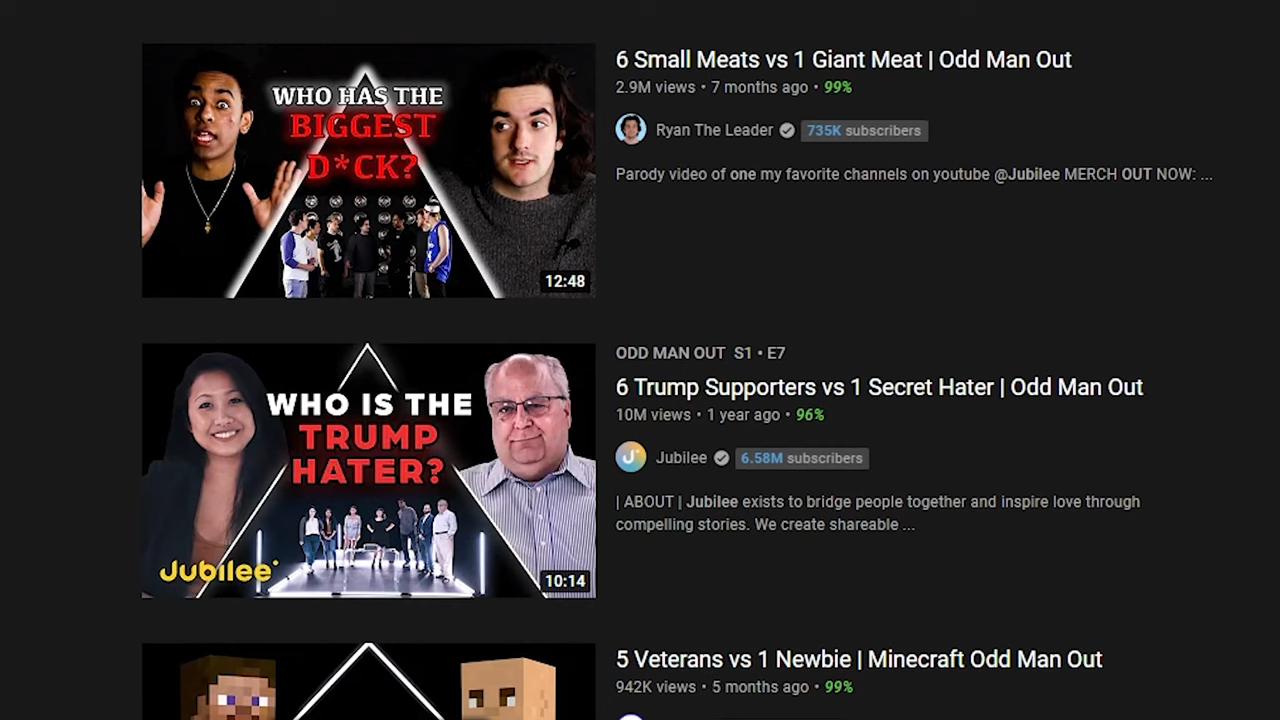 WHO HAS THE
BIGGEST
D*CK?
12:48
6 Small Meats vs 1 Giant Meat | Odd Man Out
2.9M views • 7 months ago • 99%
Ryan The Leader 735K subscribers
Parody video of one my favorite channels on youtube @Jubilee MERCH OUT NOW: ...
WHO IS THE
TRUMP
HATER?
Jubilee
10:14
ODD MAN OUT S1 • E7
6 Trump Supporters vs 1 Secret Hater | Odd Man Out
10M views • 1 year ago • 96%
Jubilee 6.58M subscribers
| ABOUT | Jubilee exists to bridge people together and inspire love through
compelling stories. We create shareable ...
5 Veterans vs 1 Newbie | Minecraft Odd Man Out
942K views • 5 months ago • 99%